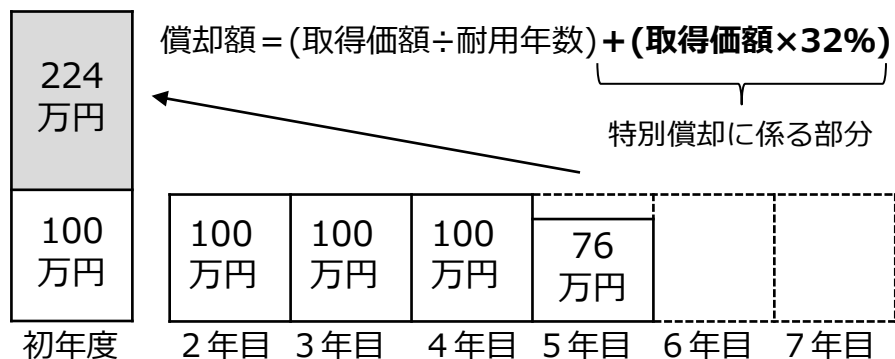 償却額＝(取得価額÷耐用年数)＋(取得価額×32%)
特別償却に係る部分
224
万円
100
万円
100
万円
100
万円
100
万円
76
万円
初年度
２年目
３年目
４年目
５年目
６年目
７年目